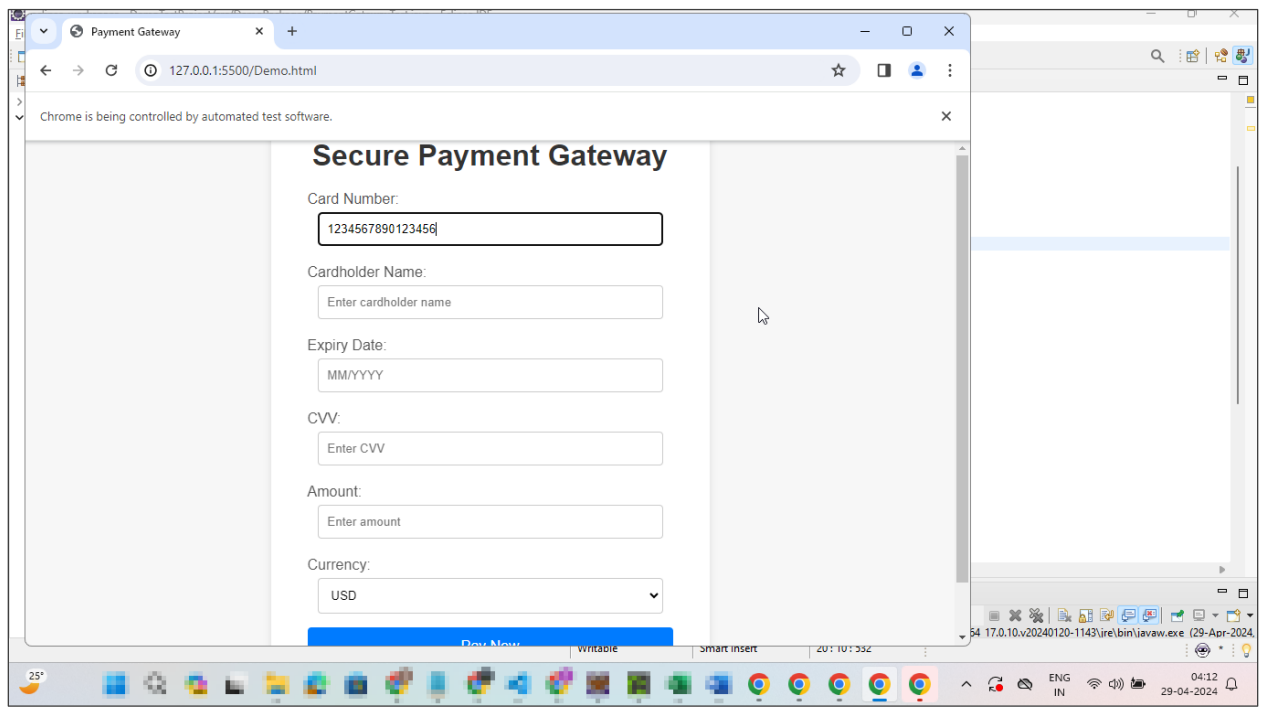 Payment Gateway
127.0.0.1:5500/Demo.html
Chrome is being controlled by automated test software.
Secure Payment Gateway
Card Number:
1234567890123456
Cardholder Name:
Enter cardholder name
Expiry Date:
MM/YYYY
CVV:
Enter CVV
Amount:
Enter amount
Currency:
USD
Pay Now
64 17.0.10.v20240120-1143\jre\bin\javaw.exe (29-Apr-2024,
Writable
Smart Insert
20 : 10 : 532
25°
ENG
IN
04:12
29-04-2024